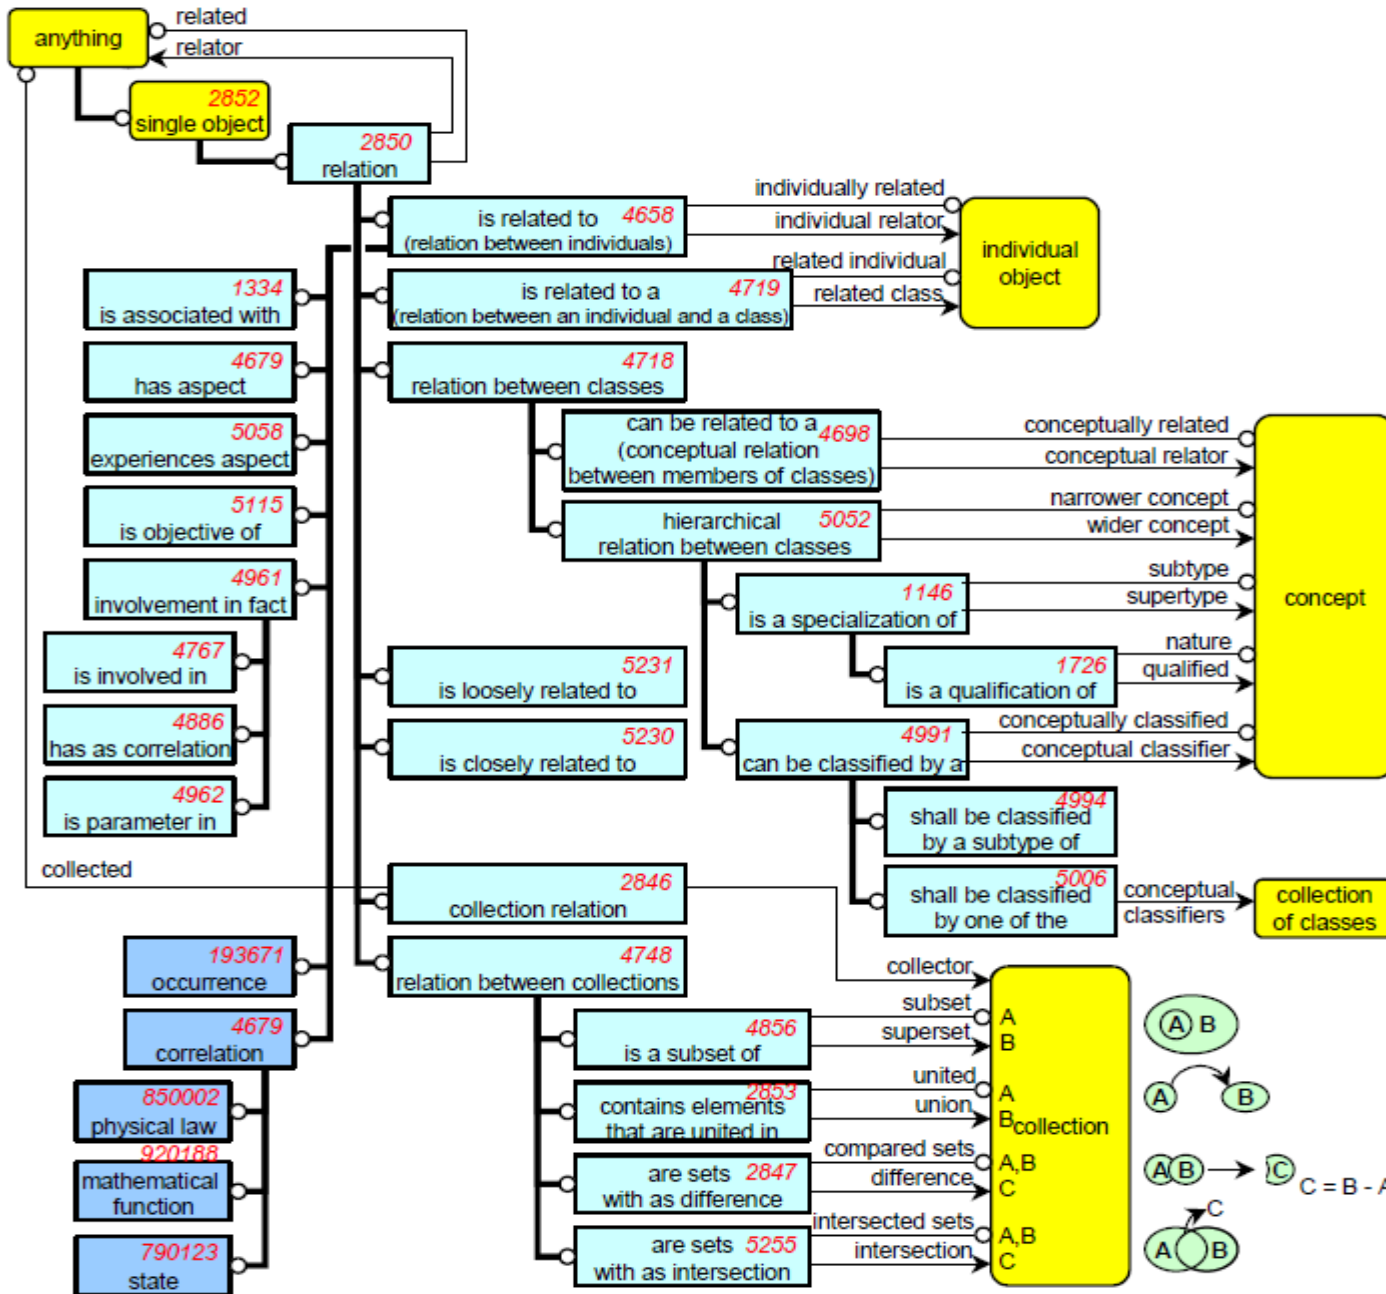 anything
related
relator
2852
single object
2850
relation
is related to 4658
(relation between individuals)
individually related
individual relator
individual
object
1334
is associated with
is related to a 4719
(relation between an individual and a class)
related individual
related class
4679
has aspect
4718
relation between classes
5058
experiences aspect
can be related to a 4698
(conceptual relation
between members of classes)
conceptually related
conceptual relator
5115
is objective of
hierarchical 5052
relation between classes
narrower concept
wider concept
4961
involvement in fact
1146
is a specialization of
subtype
supertype
concept
4767
is involved in
5231
is loosely related to
1726
is a qualification of
nature
qualified
4886
has as correlation
5230
is closely related to
4991
can be classified by a
conceptually classified
conceptual classifier
4962
is parameter in
4994
shall be classified
by a subtype of
collected
2846
collection relation
5006
shall be classified
by one of the
conceptual
classifiers
collection
of classes
193671
occurrence
4748
relation between collections
collector
4679
correlation
4856
is a subset of
subset
superset
A
B
A B
850002
physical law
2853
contains elements
that are united in
united
union
A
B
collection
A B
920188
mathematical
function
are sets 2847
with as difference
compared sets
difference
A,B
C
A B C
C = B - A
790123
state
are sets 5255
with as intersection
intersected sets
intersection
A,B
C
C
A B